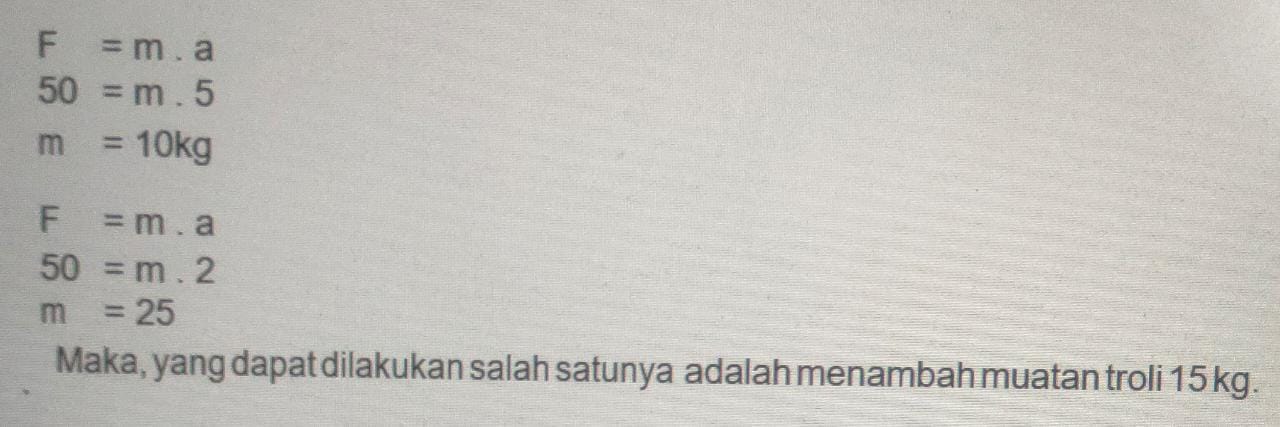 F = m . a
50 = m . 5
m = 10kg
F = m . a
50 = m . 2
m = 25
Maka, yang dapat dilakukan salah satunya adalah menambah muatan troli 15 kg.